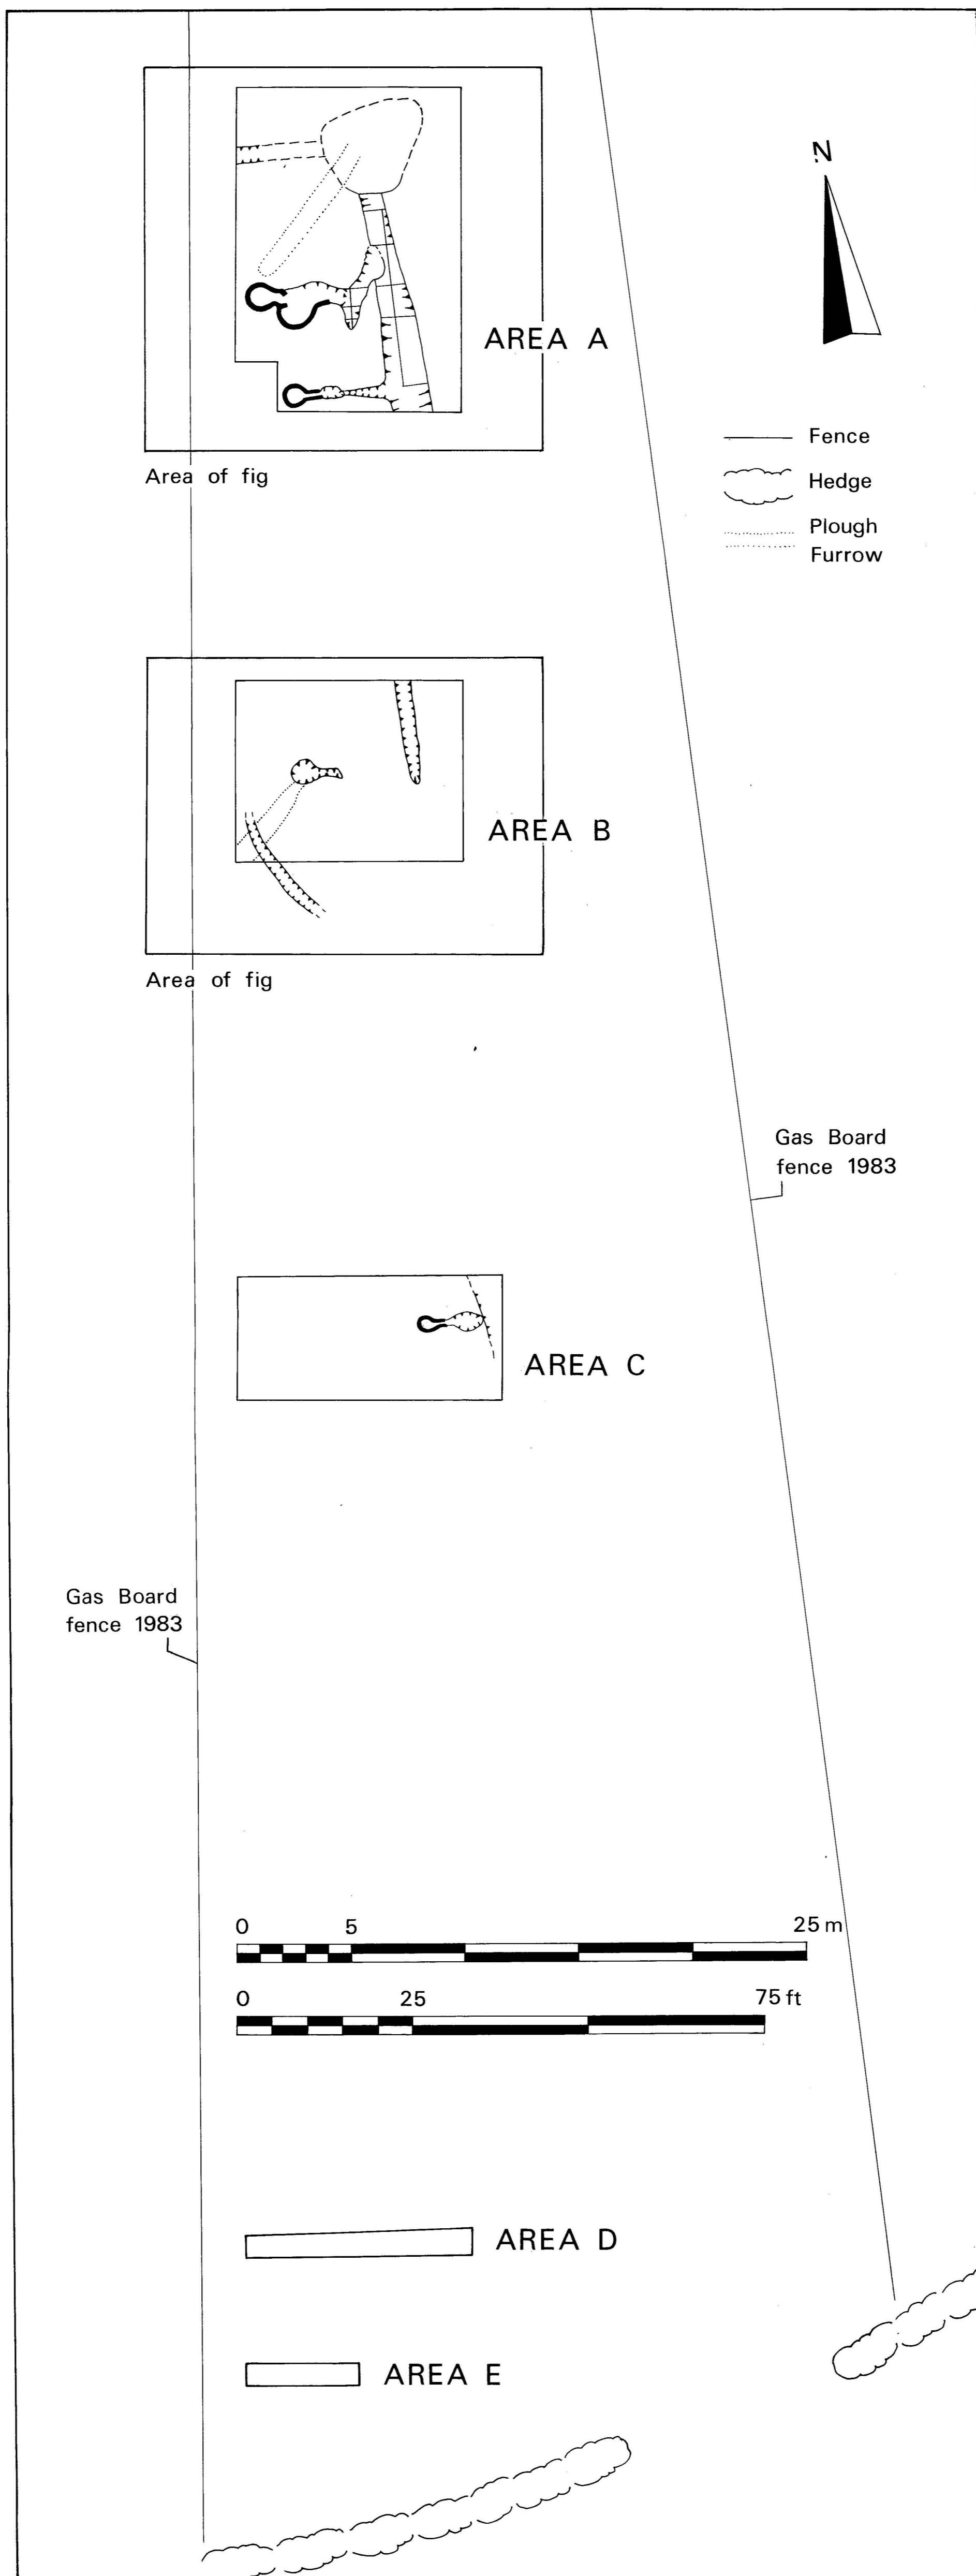 N
AREA A
Fence
Hedge
Plough
Furrow
Area of fig
AREA B
Area of fig
Gas Board
fence 1983
AREA C
Gas Board
fence 1983
0 5 25 m
0 25 75 ft
AREA D
AREA E